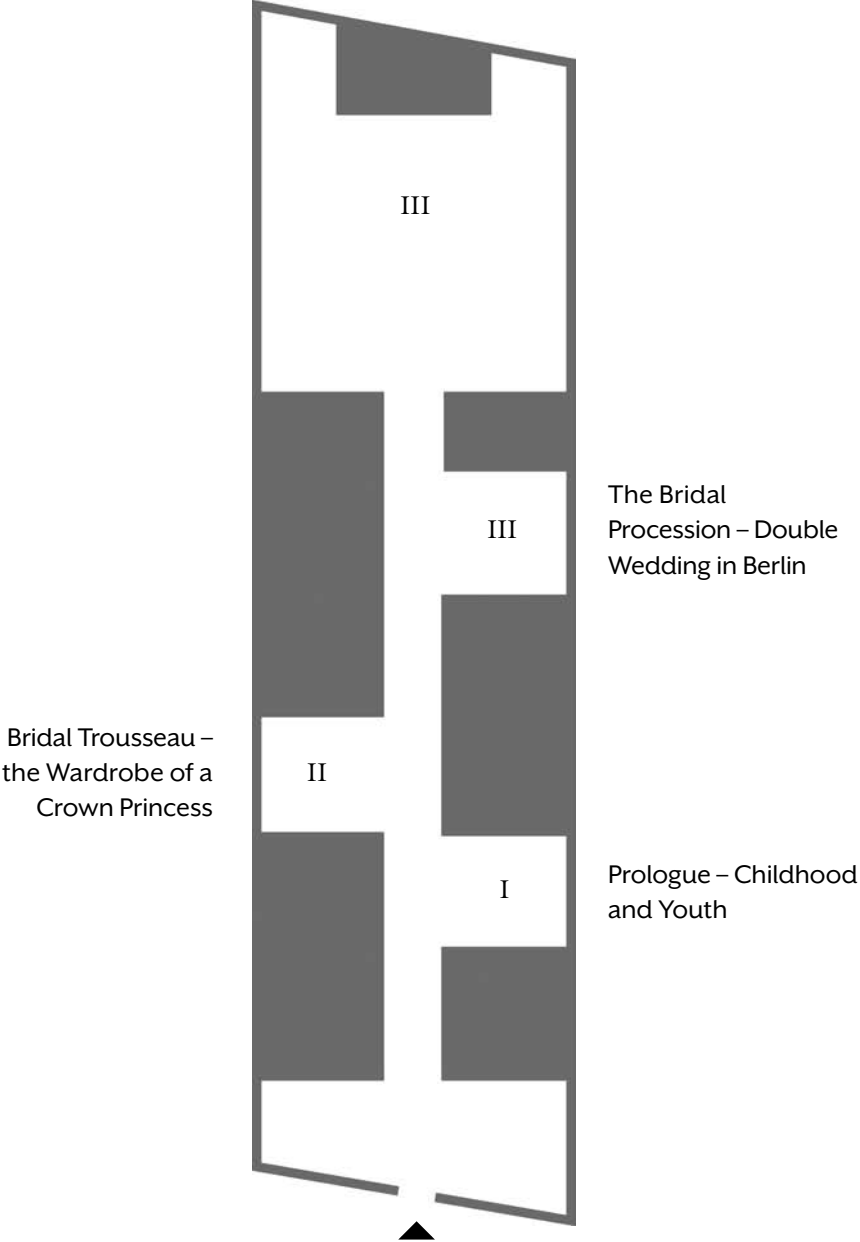 III
The Bridal
Procession – Double
Wedding in Berlin
III
Bridal Trousseau –
the Wardrobe of a
Crown Princess
II
Prologue – Childhood
and Youth
I